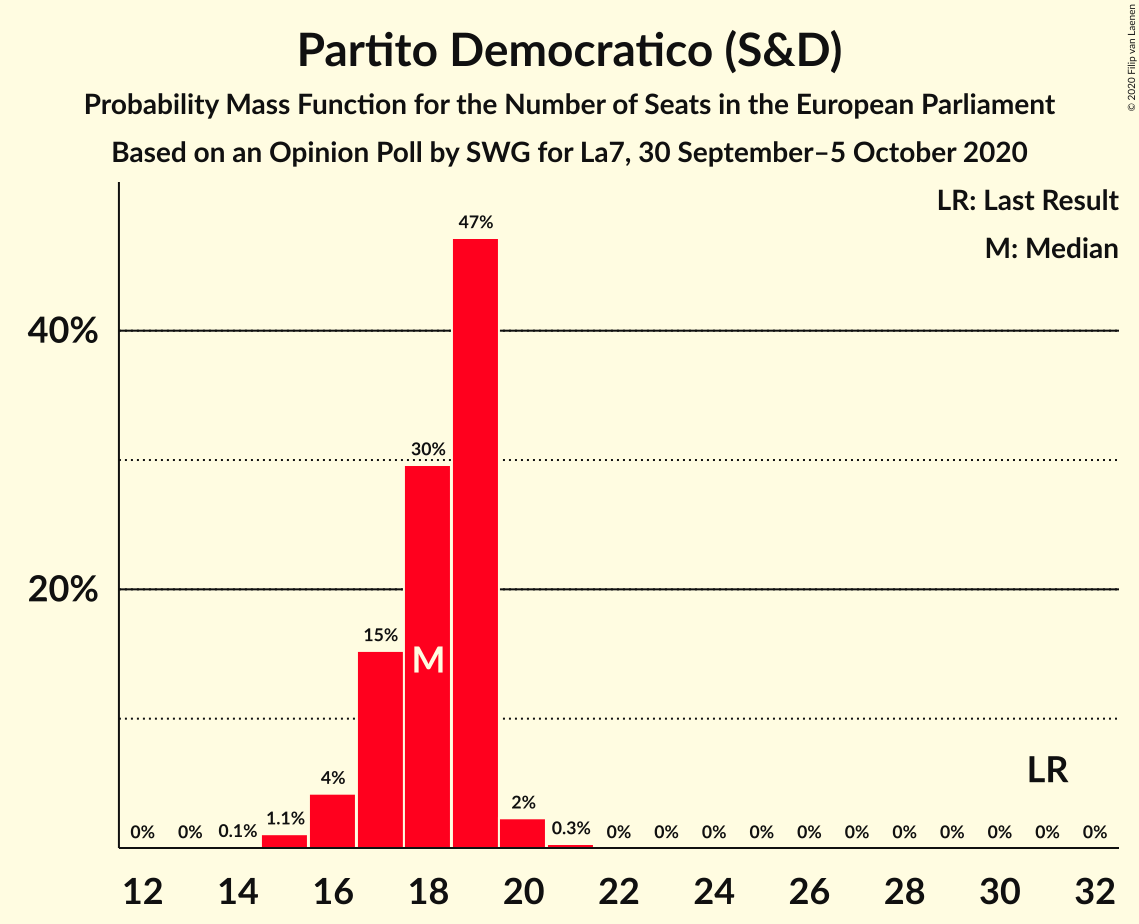 Partito Democratico (S&D)
Probability Mass Function for the Number of Seats in the European Parliament
Based on an Opinion Poll by SWG for La7, 30 September–5 October 2020
© 2020 Filip van Laenen
LR: Last Result
M: Median
40%
20%
0% 0% 0.1% 1.1% 4% 15% 30% 47% 2% 0.3% 0% 0% 0% 0% 0% 0% 0% 0% 0% 0% 0%
M
LR
12 14 16 18 20 22 24 26 28 30 32